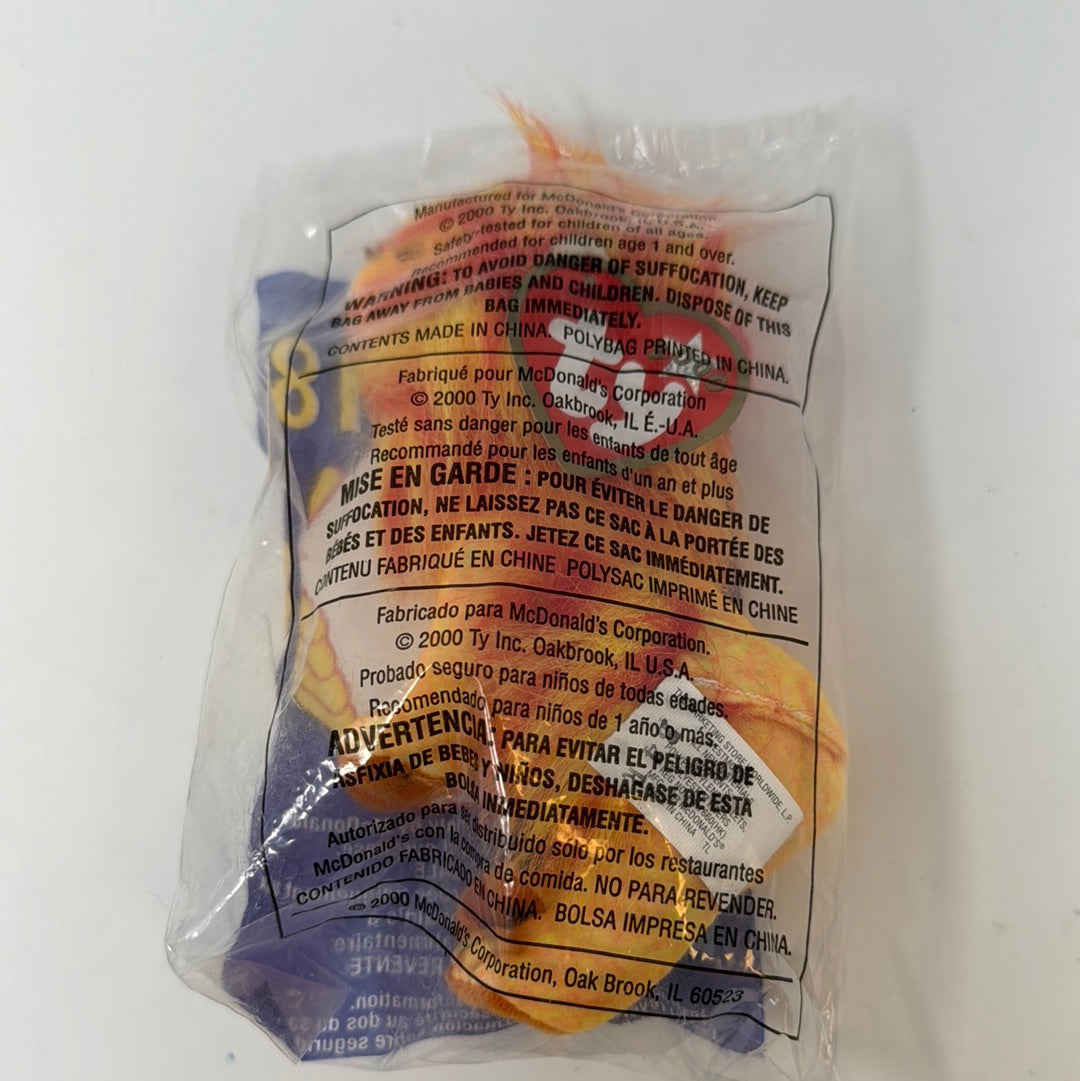 Manufactured for McDonald's Corporation
© 2000 Ty Inc. Oakbrook, IL U.S.A.
Safety-tested for children of all ages.
Recommended for children age 1 and over.
WARNING: TO AVOID DANGER OF SUFFOCATION, KEEP
BAG AWAY FROM BABIES AND CHILDREN. DISPOSE OF THIS
BAG IMMEDIATELY.
CONTENTS MADE IN CHINA. POLYBAG PRINTED IN CHINA.
ty
81
Fabriqué pour McDonald's Corporation
© 2000 Ty Inc. Oakbrook, IL É.-U.A.
Testé sans danger pour les enfants de tout âge
Recommandé pour les enfants d'un an et plus
MISE EN GARDE : POUR ÉVITER LE DANGER DE
SUFFOCATION, NE LAISSEZ PAS CE SAC À LA PORTÉE DES
BÉBÉS ET DES ENFANTS. JETEZ CE SAC IMMÉDIATEMENT.
CONTENU FABRIQUÉ EN CHINE POLYSAC IMPRIMÉ EN CHINE
Fabricado para McDonald's Corporation.
© 2000 Ty Inc. Oakbrook, IL U.S.A.
Probado seguro para niños de todas edades.
Recomendado para niños de 1 año o más.
ADVERTENCIA: PARA EVITAR EL PELIGRO DE
ASFIXIA DE BEBES Y NIÑOS, DESHAGASE DE ESTA
BOLSA INMEDIATAMENTE.
Autorizado para ser distribuido sólo por los restaurantes
McDonald's con la compra de comida. NO PARA REVENDER.
CONTENIDO FABRICADO EN CHINA. BOLSA IMPRESA EN CHINA.
© 2000 McDonald's Corporation, Oak Brook, IL 60523
MARKETING STORE WORLDWIDE, L.P.
McDONALD'S®
CHINA TL